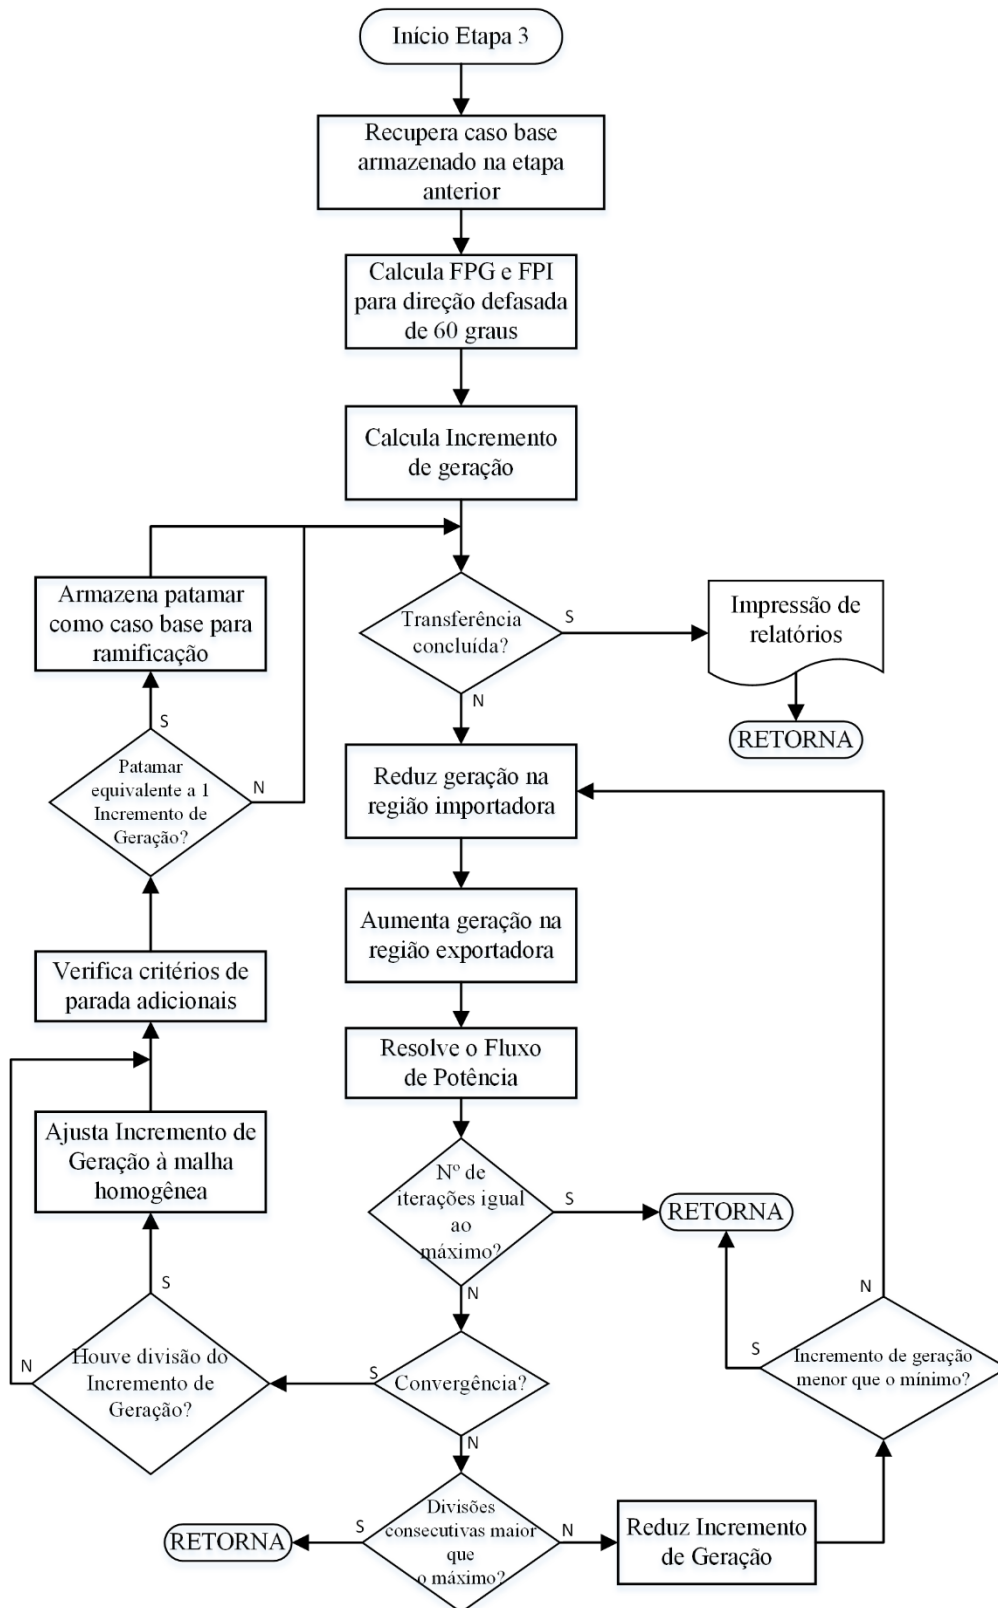 Início Etapa 3
Recupera caso base
armazenado na etapa
anterior
Calcula FPG e FPI
para direção defasada
de 60 graus
Calcula Incremento
de geração
Armazena patamar
como caso base para
ramificação
Transferência
concluída?
S
N
Impressão de
relatórios
RETORNA
S
Patamar
equivalente a 1
Incremento de
Geração?
N
Reduz geração na
região importadora
Aumenta geração na
região exportadora
Verifica critérios de
parada adicionais
Resolve o Fluxo
de Potência
Ajusta Incremento de
Geração à malha
homogênea
Nº de
iterações igual
ao
máximo?
S
N
RETORNA
S
N
Houve divisão do
Incremento de
Geração?
S
Convergência?
N
N
S
Incremento de geração
menor que o mínimo?
Divisões
consecutivas maior
que
o máximo?
S
N
RETORNA
Reduz Incremento
de Geração